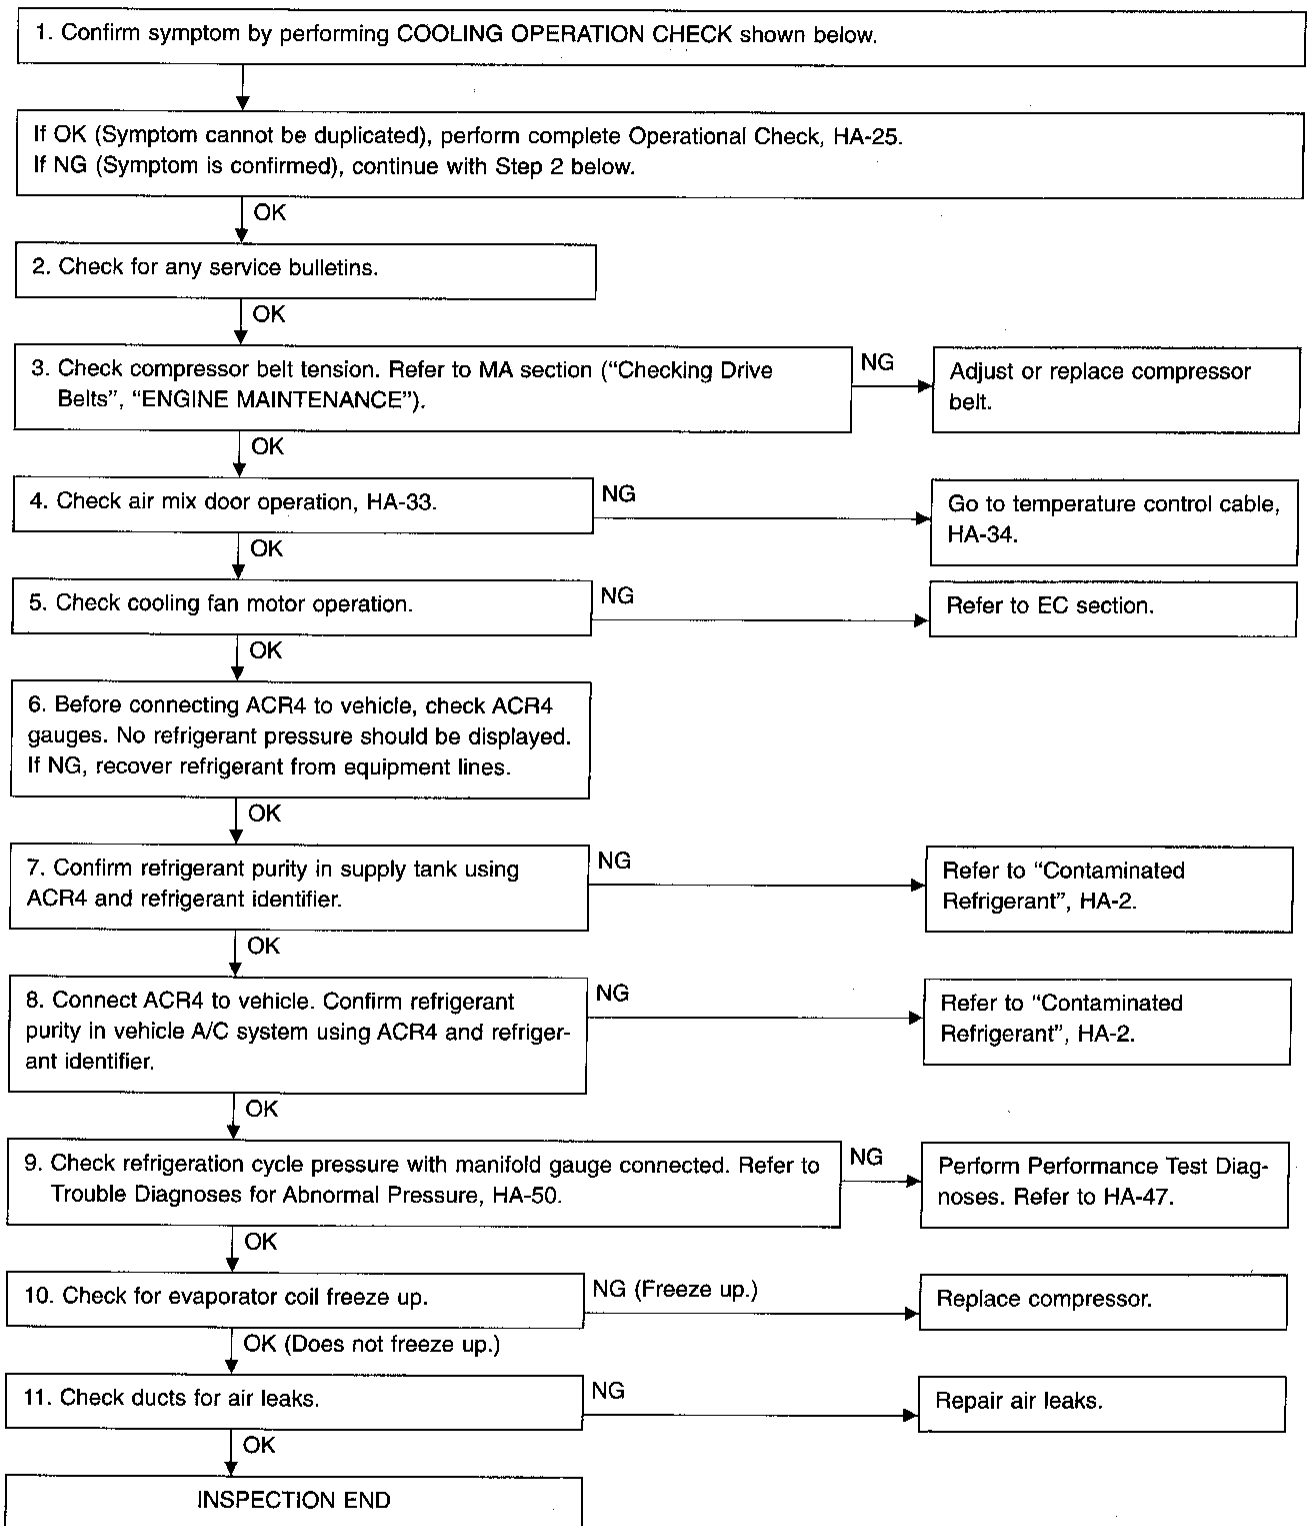 1. Confirm symptom by performing COOLING OPERATION CHECK shown below.
If OK (Symptom cannot be duplicated), perform complete Operational Check, HA-25.
If NG (Symptom is confirmed), continue with Step 2 below.
OK
2. Check for any service bulletins.
OK
3. Check compressor belt tension. Refer to MA section (“Checking Drive
Belts”, “ENGINE MAINTENANCE”).
NG
Adjust or replace compressor
belt.
OK
4. Check air mix door operation, HA-33.
NG
Go to temperature control cable,
HA-34.
OK
5. Check cooling fan motor operation.
NG
Refer to EC section.
OK
6. Before connecting ACR4 to vehicle, check ACR4
gauges. No refrigerant pressure should be displayed.
If NG, recover refrigerant from equipment lines.
OK
7. Confirm refrigerant purity in supply tank using
ACR4 and refrigerant identifier.
NG
Refer to “Contaminated
Refrigerant”, HA-2.
OK
8. Connect ACR4 to vehicle. Confirm refrigerant
purity in vehicle A/C system using ACR4 and refriger-
ant identifier.
NG
Refer to “Contaminated
Refrigerant”, HA-2.
OK
9. Check refrigeration cycle pressure with manifold gauge connected. Refer to
Trouble Diagnoses for Abnormal Pressure, HA-50.
NG
Perform Performance Test Diag-
noses. Refer to HA-47.
OK
10. Check for evaporator coil freeze up.
NG (Freeze up.)
Replace compressor.
OK (Does not freeze up.)
11. Check ducts for air leaks.
NG
Repair air leaks.
OK
INSPECTION END